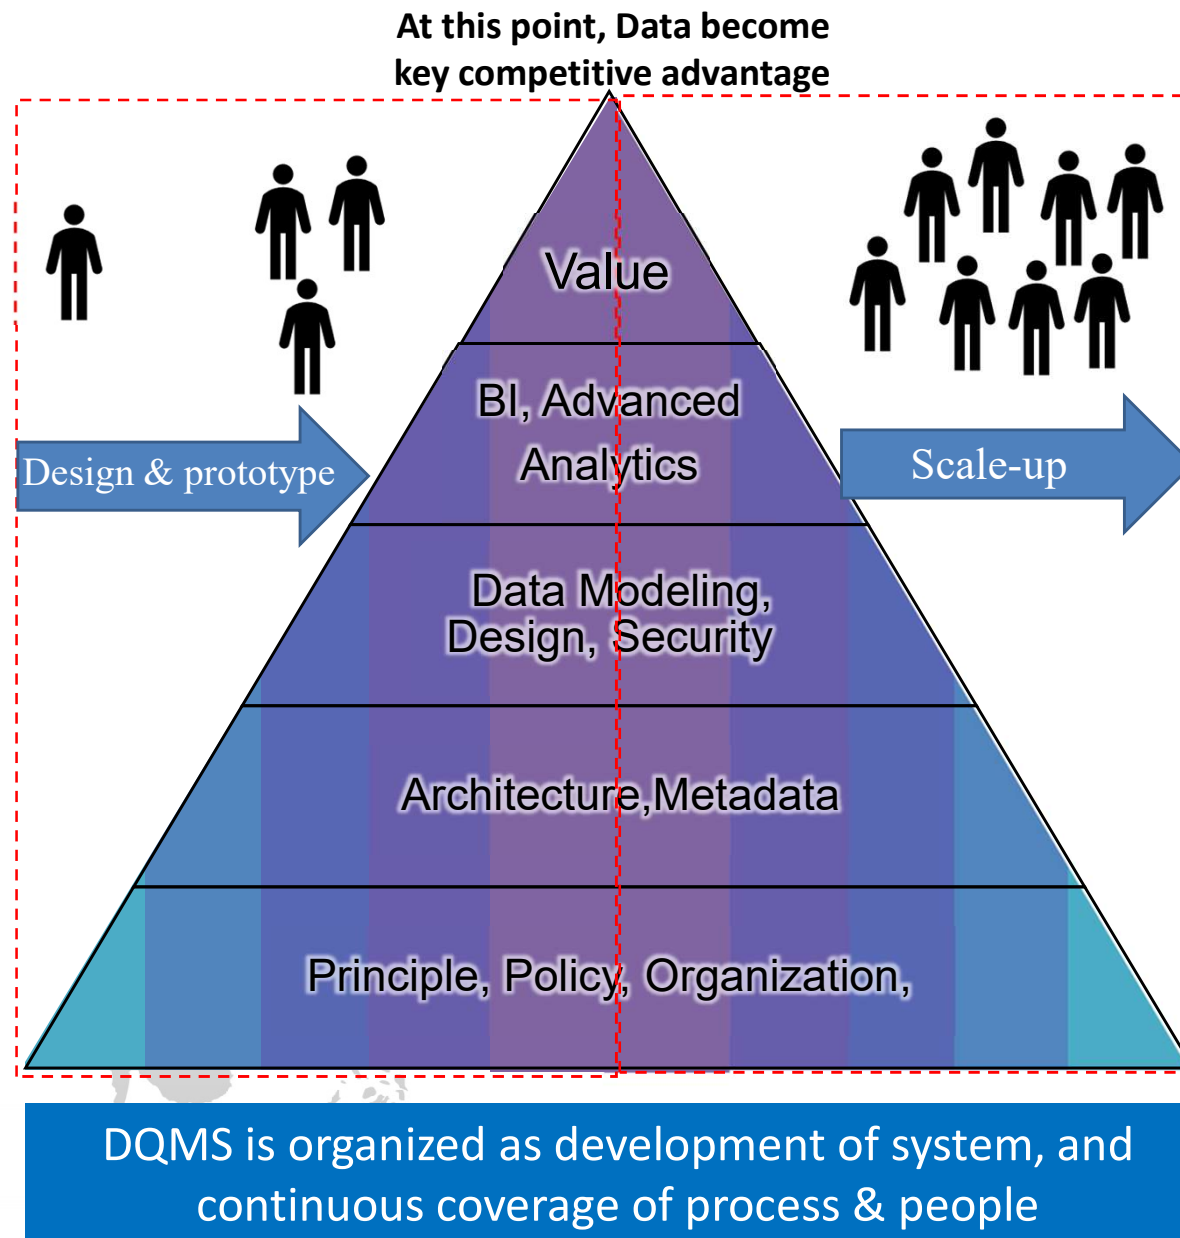 At this point, Data become
key competitive advantage
Value
BI, Advanced
Analytics
Design & prototype
Scale-up
Data Modeling,
Design, Security
Architecture,Metadata
Principle, Policy, Organization,
DQMS is organized as development of system, and
continuous coverage of process & people